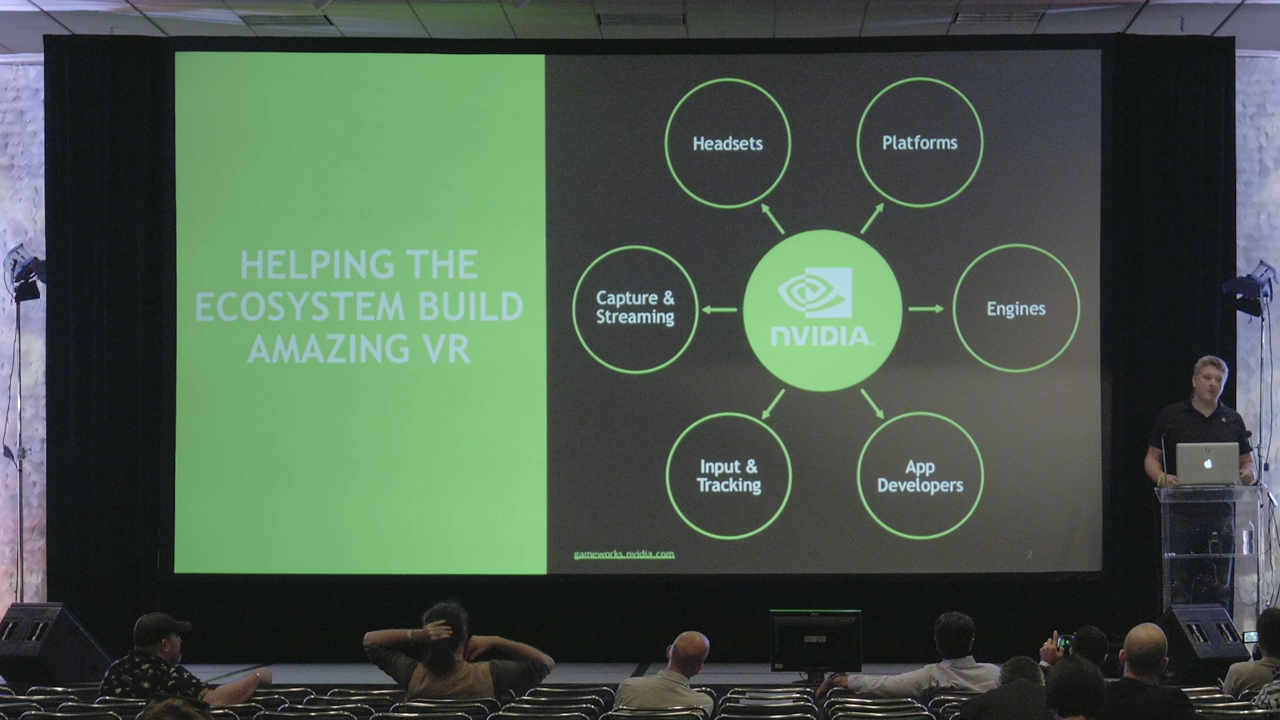 HELPING THE
ECOSYSTEM BUILD
AMAZING VR
Headsets
Platforms
Capture &
Streaming
NVIDIA
Engines
Input &
Tracking
App
Developers
gameworks.nvidia.com
7